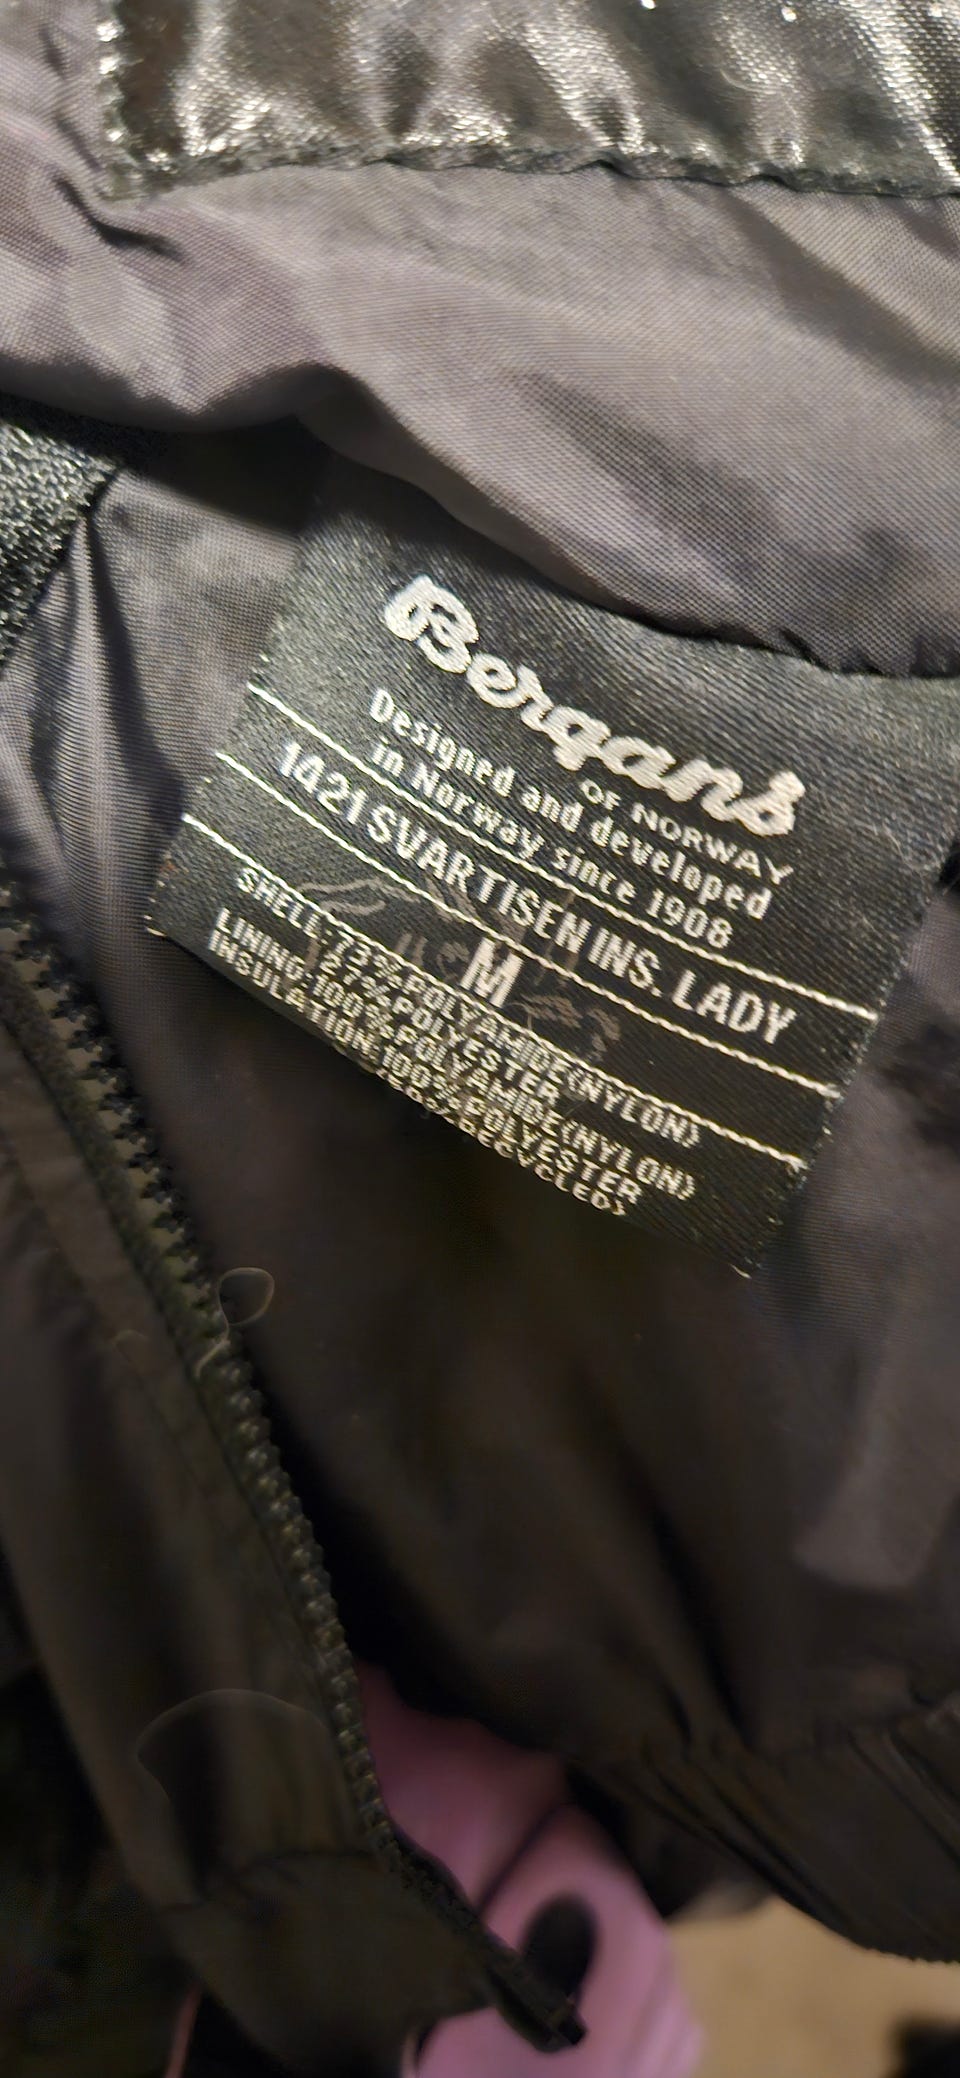 Bergans
OF NORWAY
Designed and developed
in Norway since 1908
1421 SVARTISEN INS. LADY
M
SHELL: 73% POLYAMIDE(NYLON)
27% POLYESTER
LINING: 100% POLYAMIDE(NYLON)
INSULATION: 100% POLYESTER
RECYCLED)